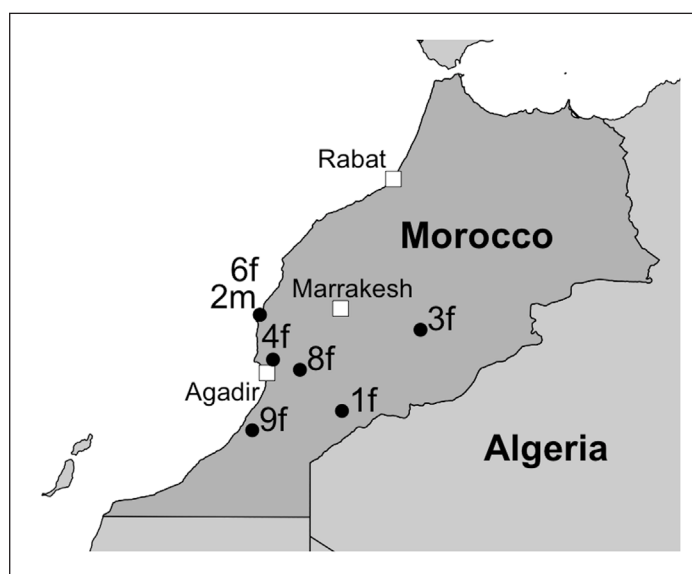 Rabat
Morocco
6f
2m
Marrakesh
3f
4f
8f
Agadir
1f
9f
Algeria